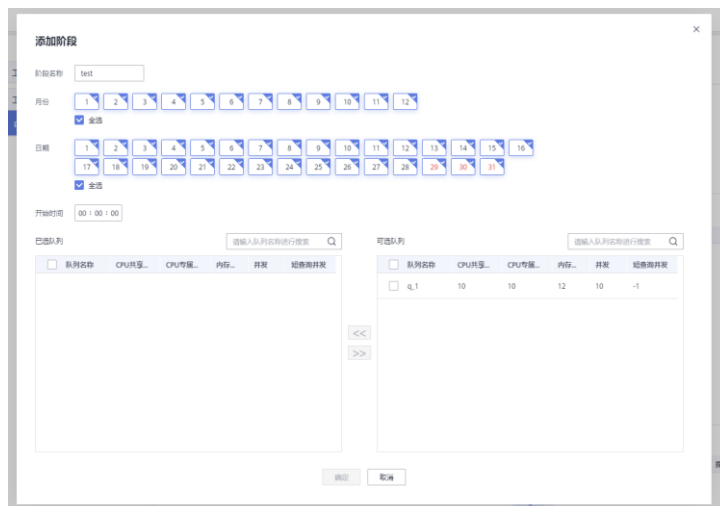 添加阶段
阶段名称 test
月份 1 2 3 4 5 6 7 8 9 10 11 12
全选
日期 1 2 3 4 5 6 7 8 9 10 11 12 13 14 15 16
17 18 19 20 21 22 23 24 25 26 27 28 29 30 31
全选
开始时间 00 : 00 : 00
已选队列 请输入队列名称进行搜索
可选队列 请输入队列名称进行搜索
队列名称 CPU共享... CPU专属... 内存... 并发 短查询并发
队列名称 CPU共享... CPU专属... 内存... 并发 短查询并发
q_1 10 10 12 10 -1
<<
>>
确定 取消